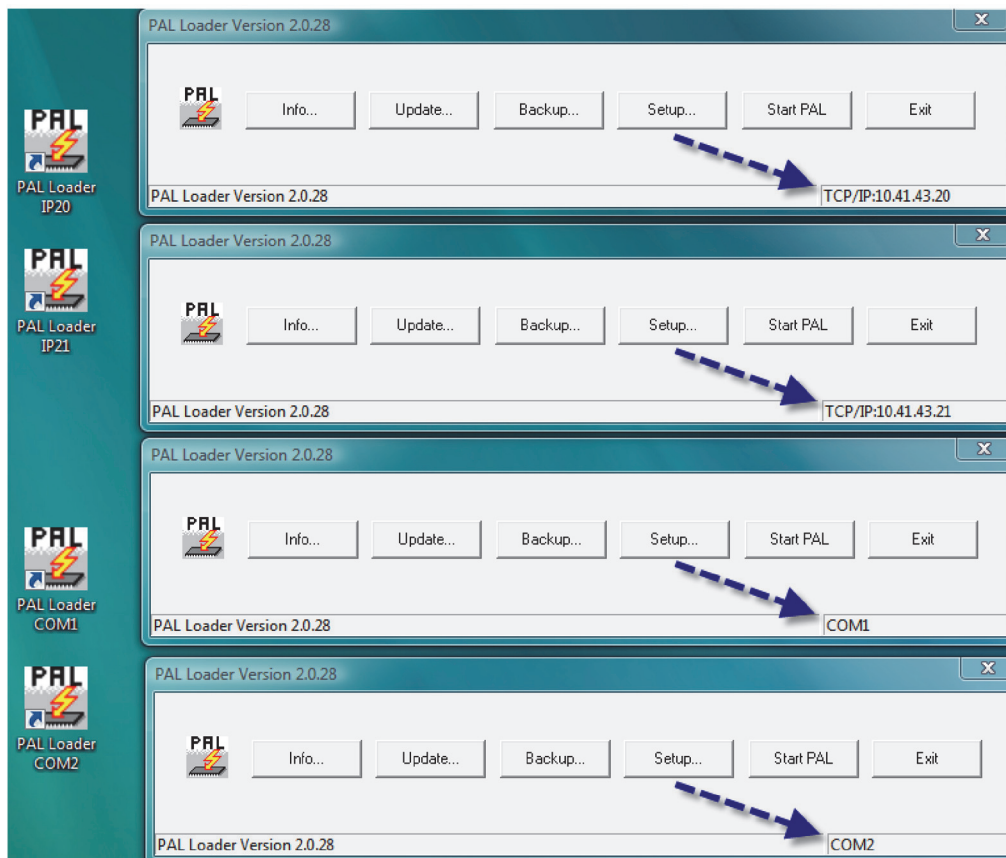 PAL Loader Version 2.0.28
X
PAL
Info...
Update...
Backup...
Setup...
Start PAL
Exit
PAL Loader Version 2.0.28
TCP/IP:10.41.43.20
PAL
PAL Loader
IP20
PAL Loader Version 2.0.28
X
PAL
Info...
Update...
Backup...
Setup...
Start PAL
Exit
PAL Loader Version 2.0.28
TCP/IP:10.41.43.21
PAL
PAL Loader
IP21
PAL Loader Version 2.0.28
X
PAL
Info...
Update...
Backup...
Setup...
Start PAL
Exit
PAL Loader Version 2.0.28
COM1
PAL
PAL Loader
COM1
PAL Loader Version 2.0.28
X
PAL
Info...
Update...
Backup...
Setup...
Start PAL
Exit
PAL Loader Version 2.0.28
COM2
PAL
PAL Loader
COM2